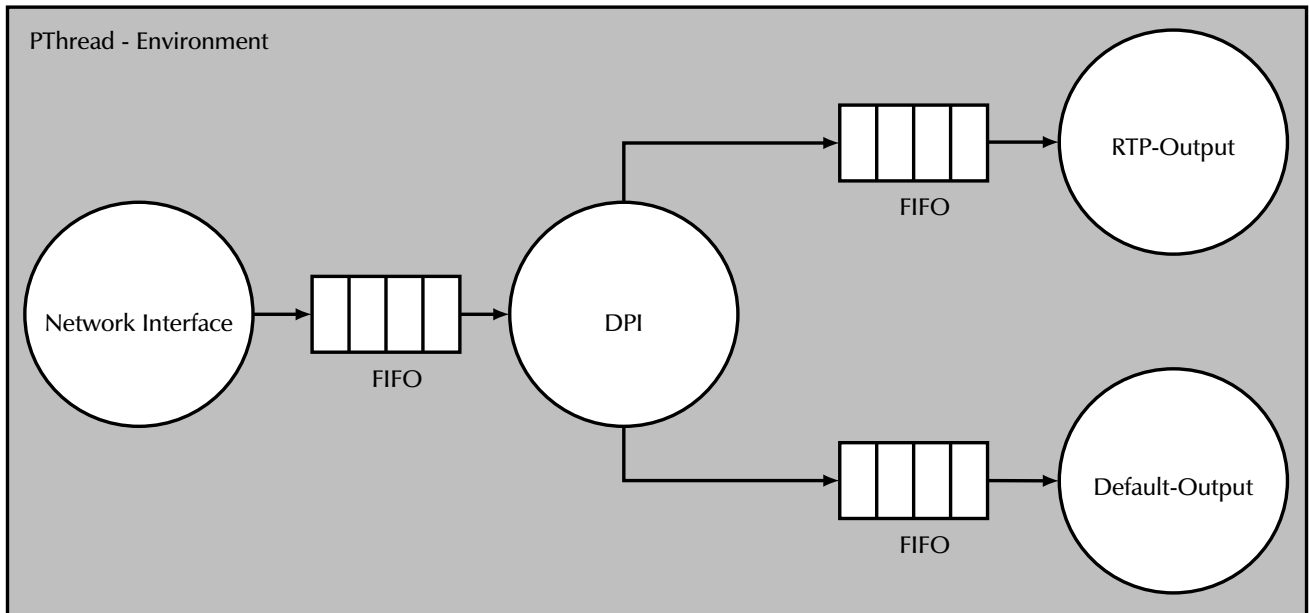 PThread - Environment
RTP-Output
FIFO
Network Interface
DPI
FIFO
Default-Output
FIFO